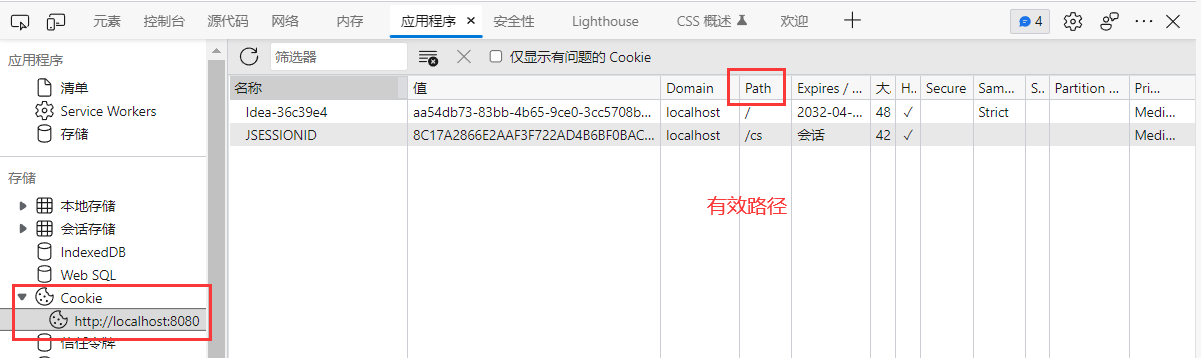 元素 控制台 源代码 网络 内存 应用程序 安全性 Lighthouse CSS 概述 欢迎 4
应用程序
清单
Service Workers
存储
存储
本地存储
会话存储
IndexedDB
Web SQL
Cookie
http://localhost:8080
信任令牌
筛选器 仅显示有问题的 Cookie
名称 值 Domain Path Expires / ... 大. H.. Secure Sam... S.. Partition ... Pri...
Idea-36c39e4 aa54db73-83bb-4b65-9ce0-3cc5708b... localhost / 2032-04-... 48 ✓ Strict Medi...
JSESSIONID 8C17A2866E2AAF3F722AD4B6BF0BAC... localhost /cs 会话 42 ✓ Medi...
有效路径